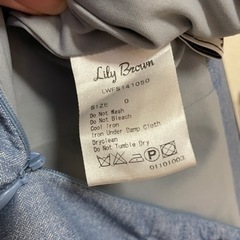 Lily Brown
LWFS141050
SIZE 0
Do Not Wash
Do Not Bleach
Cool Iron
Iron Under Damp Cloth
Dryclean
Do Not Tumble Dry
P
01101003